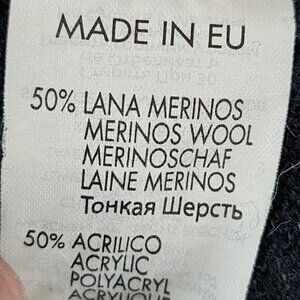 MADE IN EU
50% LANA MERINOS
MERINOS WOOL
MERINOSCHAF
LAINE MERINOS
Тонкая Шерсть
50% ACRILICO
ACRYLIC
POLYACRYL